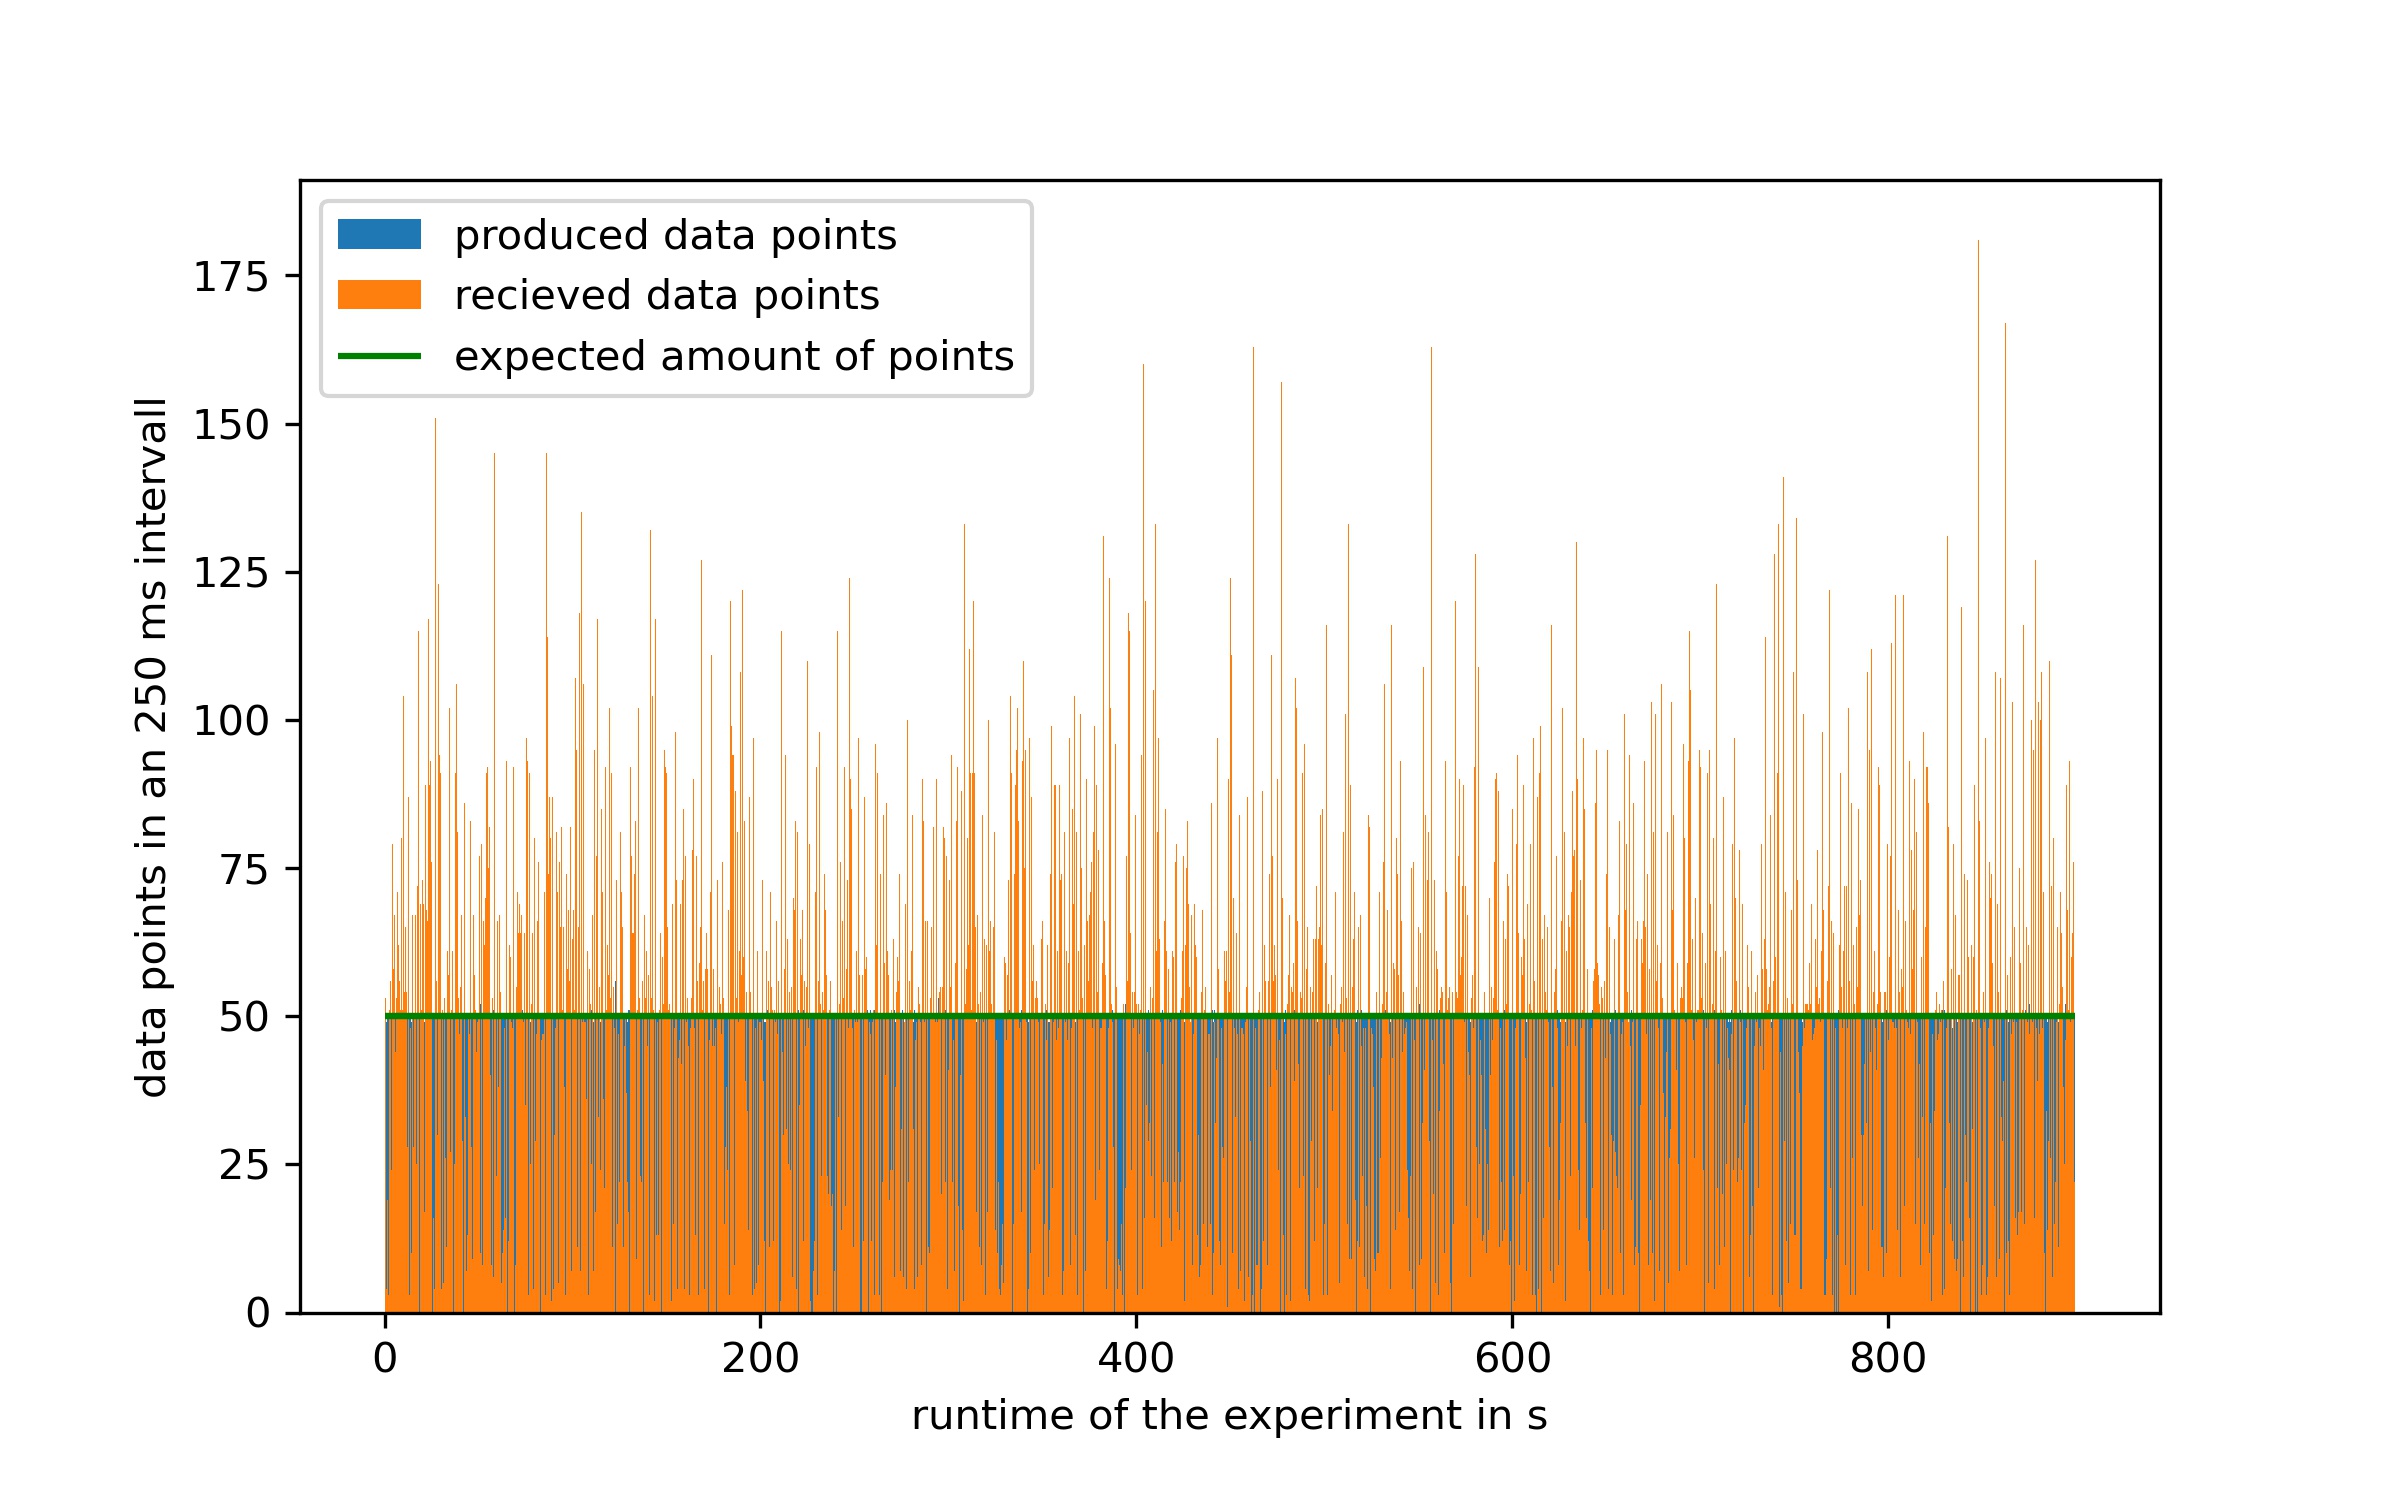 produced data points
recieved data points
expected amount of points
data points in an 250 ms intervall
175
150
125
100
75
50
25
0
0 200 400 600 800
runtime of the experiment in s